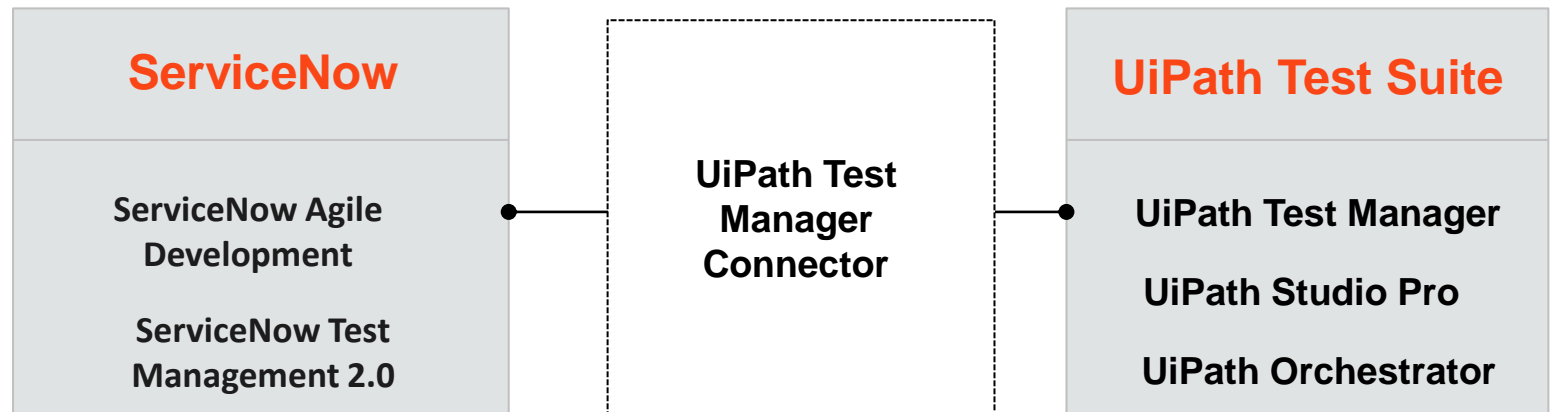 ServiceNow
ServiceNow Agile
Development
ServiceNow Test
Management 2.0
UiPath Test
Manager
Connector
UiPath Test Suite
UiPath Test Manager
UiPath Studio Pro
UiPath Orchestrator